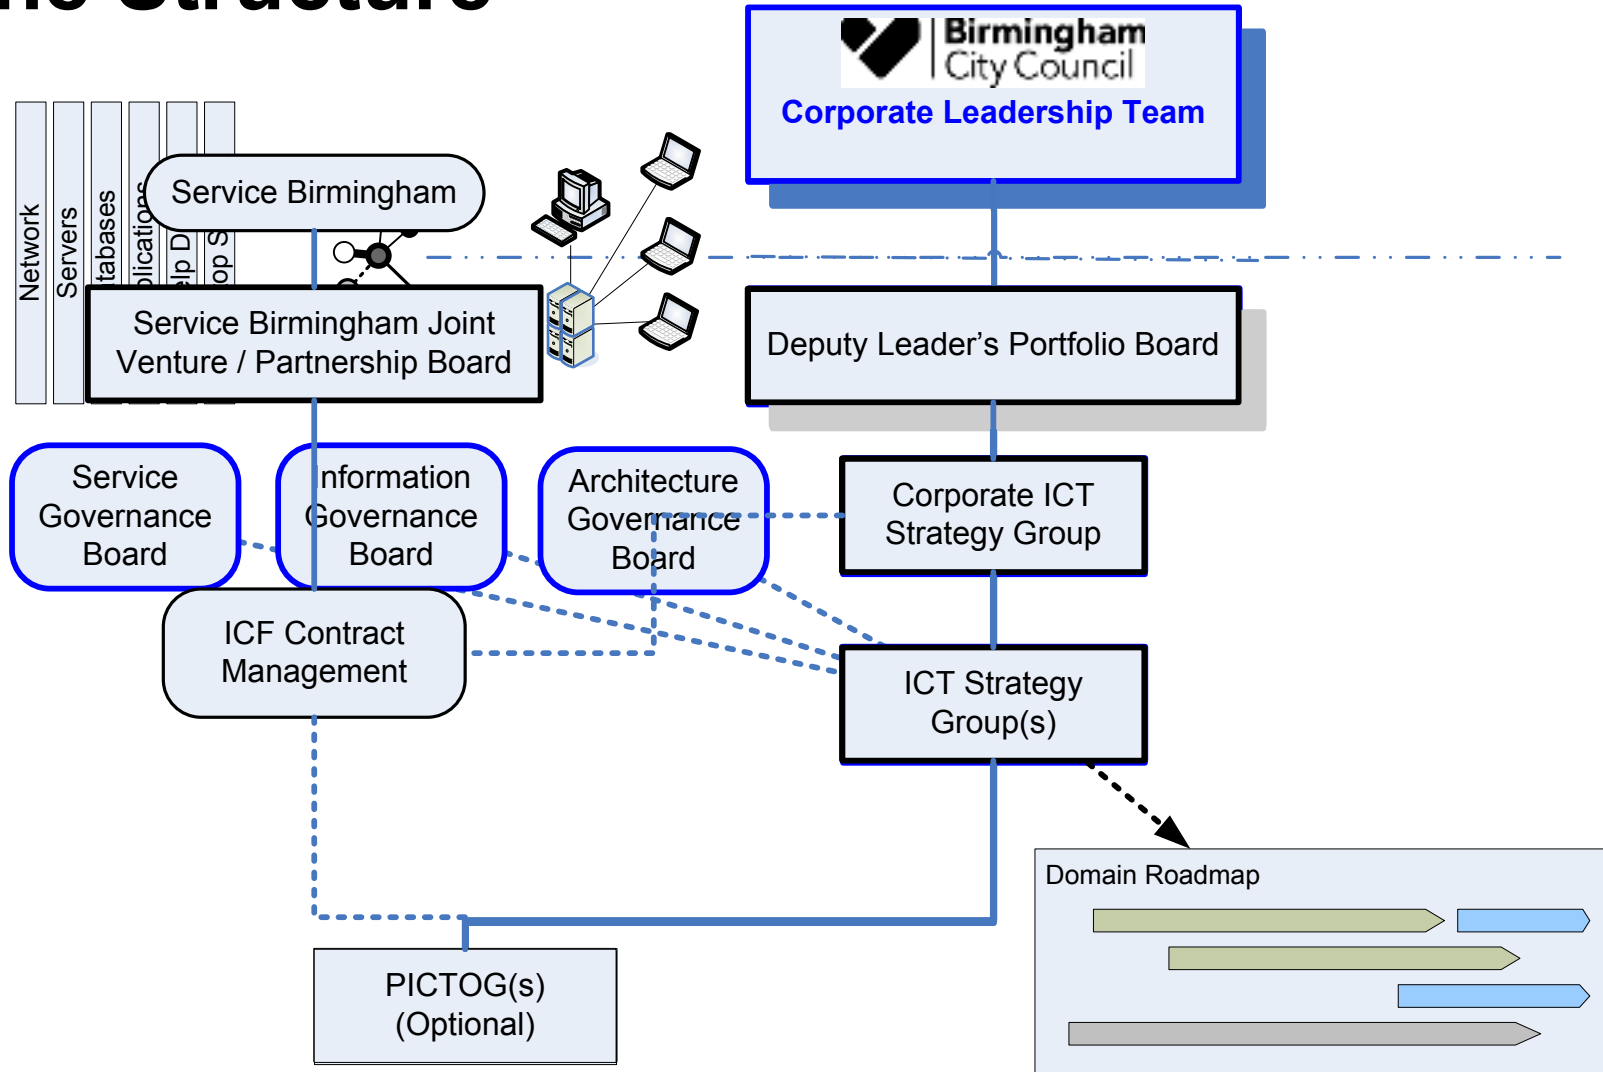 Structure
Birmingham
City Council
Corporate Leadership Team
Network
Servers
Service Birmingham
Service Birmingham Joint
Venture / Partnership Board
Deputy Leader's Portfolio Board
Service
Governance
Board
Information
Governance
Board
Architecture
Governance
Board
Corporate ICT
Strategy Group
ICF Contract
Management
ICT Strategy
Group(s)
Domain Roadmap
PICTOG(s)
(Optional)